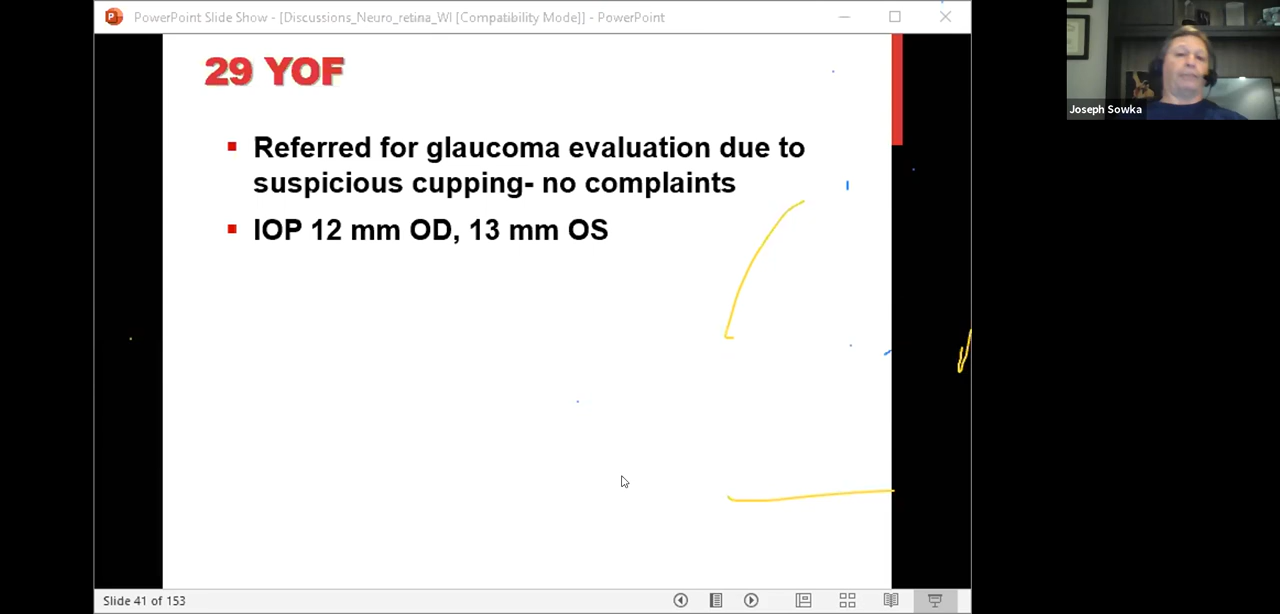 PowerPoint Slide Show - [Discussions_Neuro_retina_WI [Compatibility Mode]] - PowerPoint
29 YOF
Referred for glaucoma evaluation due to
suspicious cupping- no complaints
IOP 12 mm OD, 13 mm OS
Joseph Sowka
Slide 41 of 153